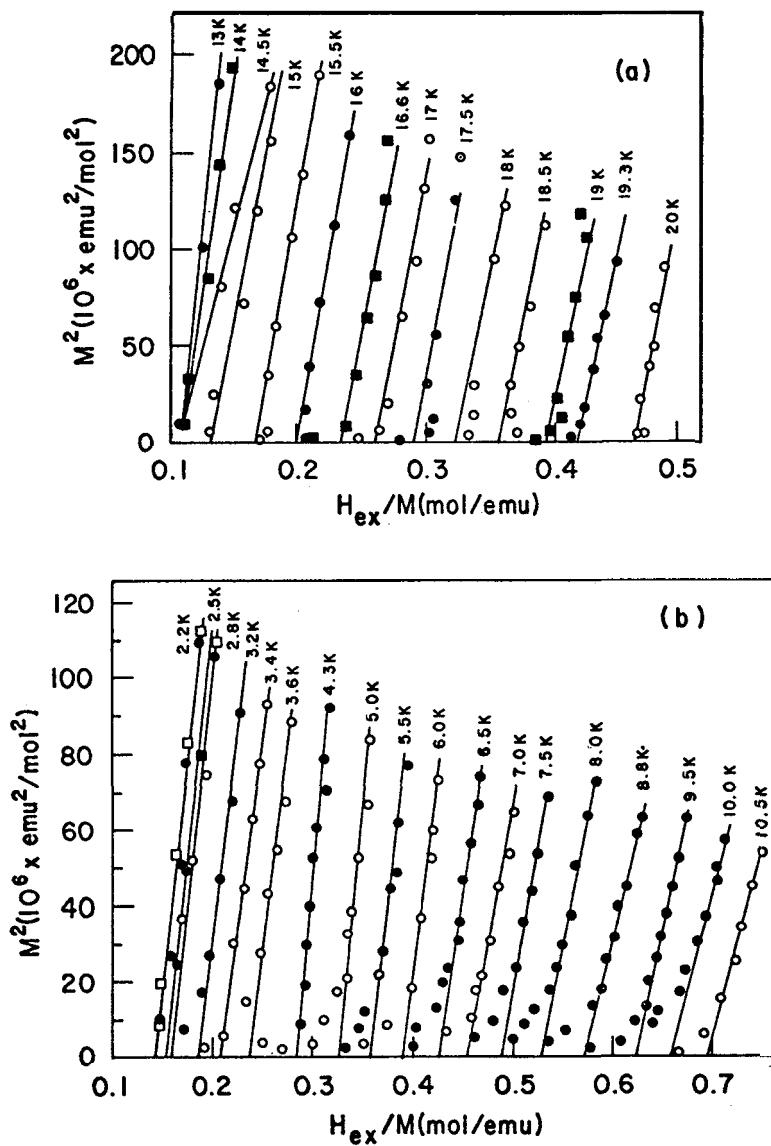 (a)
13K 14K 14.5K 15K 15.5K 16K 16.6K 17K 17.5K 18K 18.5K 19K 19.3K 20K
200
150
100
50
0
M²(10⁶ x emu²/mol²)
0.1 0.2 0.3 0.4 0.5
Hex/M(mol/emu)
(b)
2.2K 2.5K 2.8K 3.2K 3.4K 3.6K 4.3K 5.0K 5.5K 6.0K 6.5K 7.0K 7.5K 8.0K 8.8K 9.5K 10.0K 10.5K
120
100
80
60
40
20
0
M²(10⁶ x emu²/mol²)
0.1 0.2 0.3 0.4 0.5 0.6 0.7
Hex/M(mol/emu)